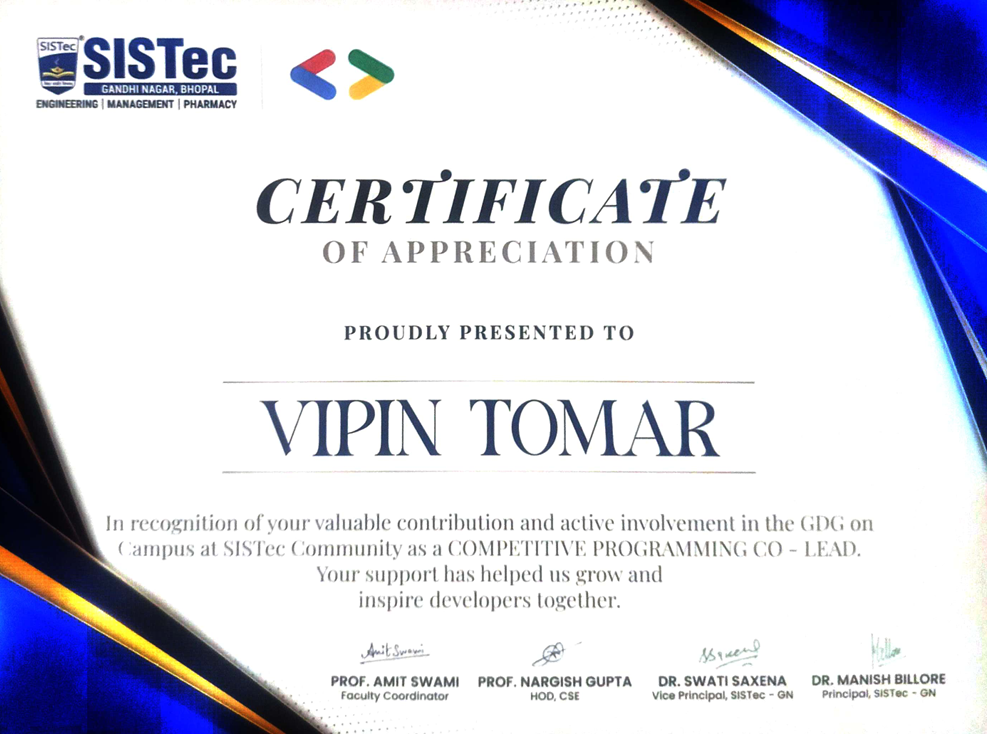 SISTec
SISTec
GANDHI NAGAR, BHOPAL
ENGINEERING | MANAGEMENT | PHARMACY
CERTIFICATE
OF APPRECIATION
PROUDLY PRESENTED TO
VIPIN TOMAR
In recognition of your valuable contribution and active involvement in the GDG on
Campus at SISTec Community as a COMPETITIVE PROGRAMMING CO - LEAD.
Your support has helped us grow and
inspire developers together.
Amit Swami
PROF. AMIT SWAMI PROF. NARGISH GUPTA DR. SWATI SAXENA DR. MANISH BILLORE
Faculty Coordinator HOD, CSE Vice Principal, SISTec - GN Principal, SISTec - GN